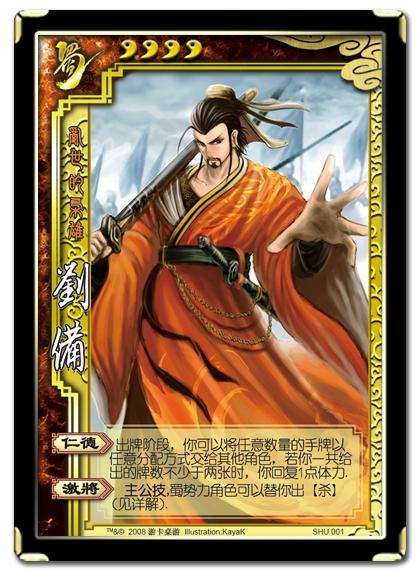 蜀
亂世的梟雄
劉備
仁德
出牌阶段，你可以将任意数量的手牌以
任意分配方式交给其他角色，若你一共给
出的牌数不少于两张时，你回复1点体力.
激將
主公技,蜀势力角色可以替你出【杀】
(见详解).
™&© 2008 游卡桌游 Illustration:KayaK
SHU 001